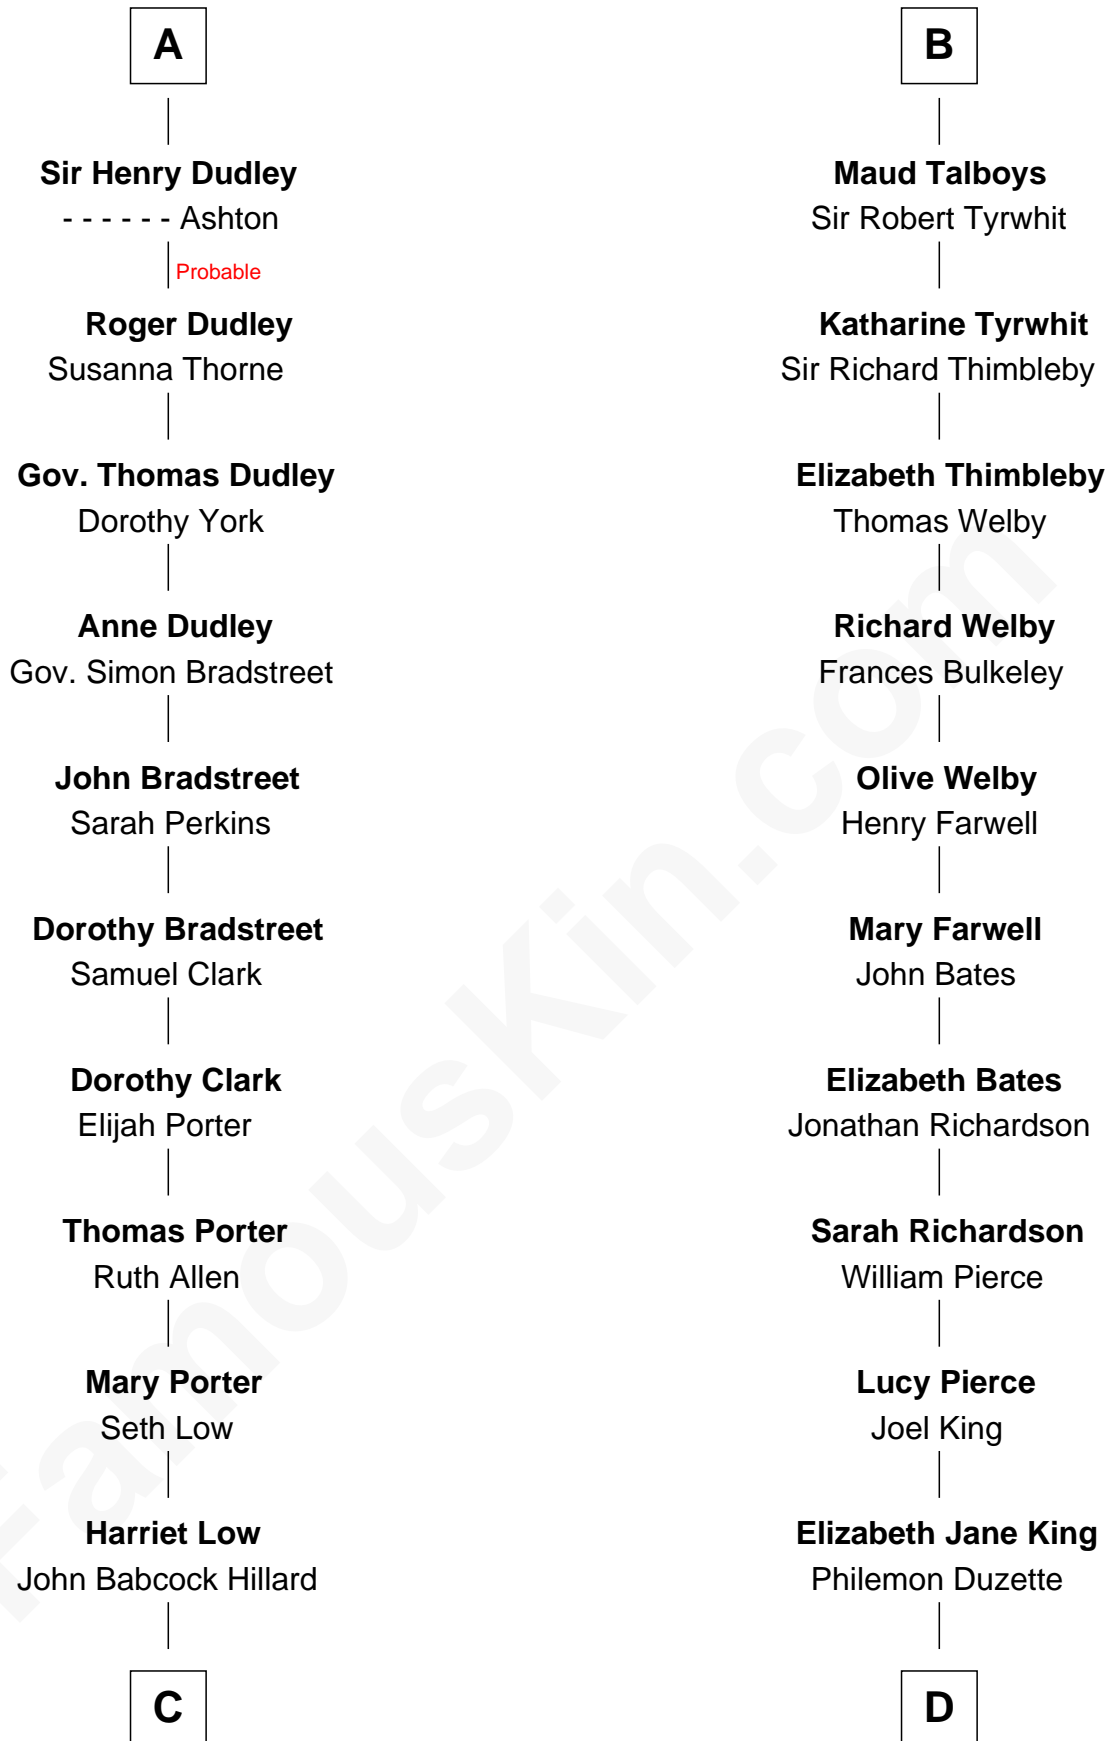 A
Sir Henry Dudley
- - - - - - Ashton
Probable
Roger Dudley
Susanna Thorne
Gov. Thomas Dudley
Dorothy York
Anne Dudley
Gov. Simon Bradstreet
John Bradstreet
Sarah Perkins
Dorothy Bradstreet
Samuel Clark
Dorothy Clark
Elijah Porter
Thomas Porter
Ruth Allen
Mary Porter
Seth Low
Harriet Low
John Babcock Hillard
C
B
Maud Talboys
Sir Robert Tyrwhit
Katharine Tyrwhit
Sir Richard Thimbleby
Elizabeth Thimbleby
Thomas Welby
Richard Welby
Frances Bulkeley
Olive Welby
Henry Farwell
Mary Farwell
John Bates
Elizabeth Bates
Jonathan Richardson
Sarah Richardson
William Pierce
Lucy Pierce
Joel King
Elizabeth Jane King
Philemon Duzette
D
FamousKin.com